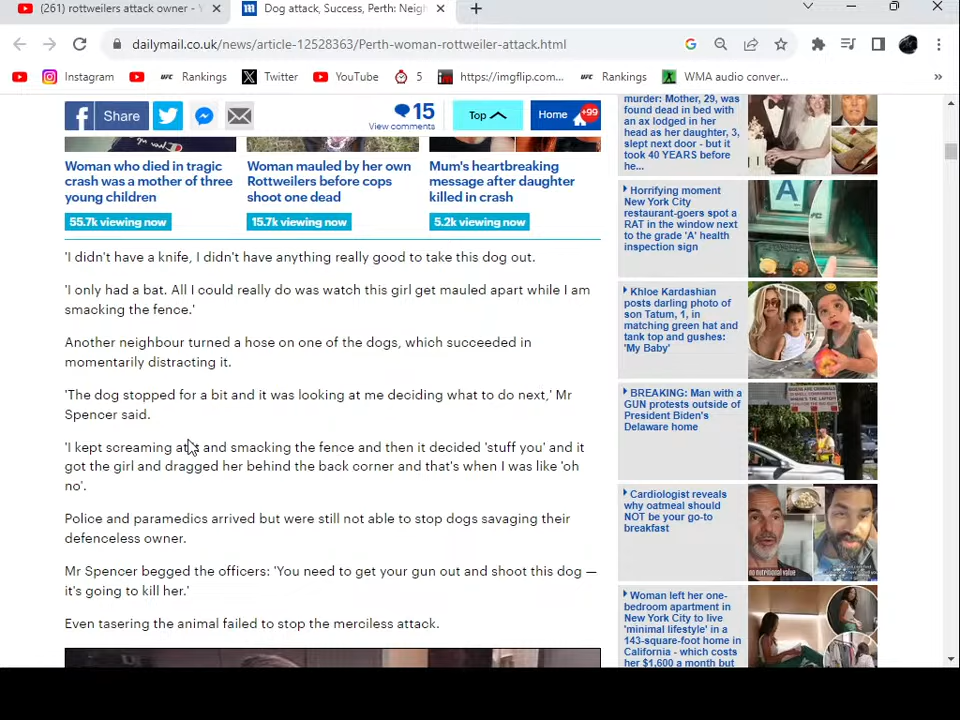 (261) rottweilers attack owner - Y
Dog attack, Success, Perth: Neigh
dailymail.co.uk/news/article-12528363/Perth-woman-rottweiler-attack.html
Instagram
UFC Rankings
Twitter
YouTube
5
https://imgflip.com...
UFC Rankings
WMA audio conver...
»
Share
15
View comments
Top
Home
+99
Woman who died in tragic
crash was a mother of three
young children
55.7k viewing now
Woman mauled by her own
Rottweilers before cops
shoot one dead
15.7k viewing now
Mum's heartbreaking
message after daughter
killed in crash
5.2k viewing now
'I didn't have a knife, I didn't have anything really good to take this dog out.
'I only had a bat. All I could really do was watch this girl get mauled apart while I am
smacking the fence.'
Another neighbour turned a hose on one of the dogs, which succeeded in
momentarily distracting it.
'The dog stopped for a bit and it was looking at me deciding what to do next,' Mr
Spencer said.
'I kept screaming at its and smacking the fence and then it decided 'stuff you' and it
got the girl and dragged her behind the back corner and that's when I was like 'oh
no'.
Police and paramedics arrived but were still not able to stop dogs savaging their
defenceless owner.
Mr Spencer begged the officers: 'You need to get your gun out and shoot this dog —
it's going to kill her.'
Even tasering the animal failed to stop the merciless attack.
murder: Mother, 29, was
found dead in bed with
an ax lodged in her
head as her daughter, 3,
slept next door - but it
took 40 YEARS before
he...
Horrifying moment
New York City
restaurant-goers spot a
RAT in the window next
to the grade 'A' health
inspection sign
A
Khloe Kardashian
posts darling photo of
son Tatum, 1, in
matching green hat and
tank top and gushes:
'My Baby'
BREAKING: Man with a
GUN protests outside of
President Biden's
Delaware home
Cardiologist reveals
why oatmeal should
NOT be your go-to
breakfast
no nutritional value
Woman left her one-
bedroom apartment in
New York City to live
'minimal lifestyle' in a
143-square-foot home in
California - which costs
her $1,600 a month but